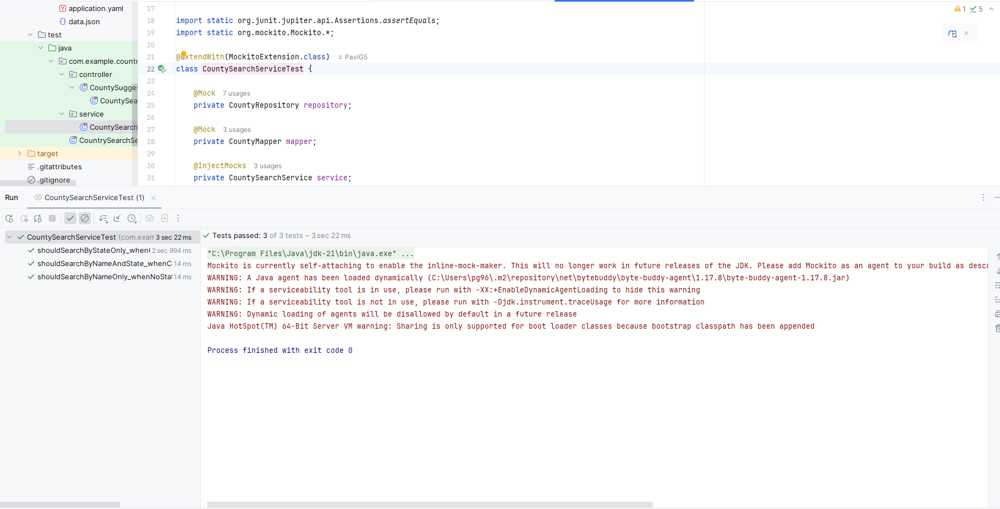 application.yaml
data.json
test
java
com.example.countr
controller
CountySugges
CountySea
service
CountySearch
CountrySearchSe
target
.gitattributes
.gitignore
17
18 import static org.junit.jupiter.api.Assertions.assertEquals;
19 import static org.mockito.Mockito.*;
20
21 @ExtendWith(MockitoExtension.class) PaviG5
22 class CountySearchServiceTest {
23
24 @Mock 7 usages
25 private CountyRepository repository;
26
27 @Mock 3 usages
28 private CountyMapper mapper;
29
30 @InjectMocks 3 usages
31 private CountySearchService service;
1 5
Run CountySearchServiceTest (1)
CountySearchServiceTest (com.exam 3 sec 22 ms
shouldSearchByStateOnly_when 2 sec 994 ms
shouldSearchByNameAndState_whenC 14 ms
shouldSearchByNameOnly_whenNoStat 14 ms
Tests passed: 3 of 3 tests – 3 sec 22 ms
"C:\Program Files\Java\jdk-21\bin\java.exe" ...
Mockito is currently self-attaching to enable the inline-mock-maker. This will no longer work in future releases of the JDK. Please add Mockito as an agent to your build as descr
WARNING: A Java agent has been loaded dynamically (C:\Users\pg96\.m2\repository\net\bytebuddy\byte-buddy-agent\1.17.8\byte-buddy-agent-1.17.8.jar)
WARNING: If a serviceability tool is in use, please run with -XX:+EnableDynamicAgentLoading to hide this warning
WARNING: If a serviceability tool is not in use, please run with -Djdk.instrument.traceUsage for more information
WARNING: Dynamic loading of agents will be disallowed by default in a future release
Java HotSpot(TM) 64-Bit Server VM warning: Sharing is only supported for boot loader classes because bootstrap classpath has been appended
Process finished with exit code 0